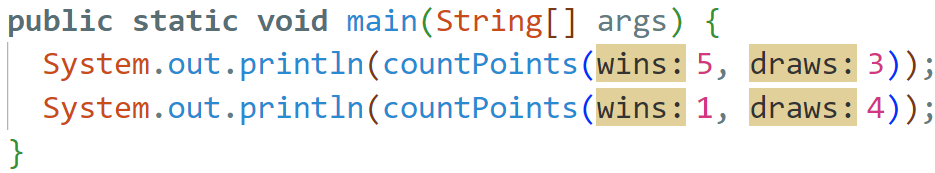 public static void main(String[] args) {
System.out.println(countPoints(wins: 5, draws: 3));
System.out.println(countPoints(wins: 1, draws: 4));
}